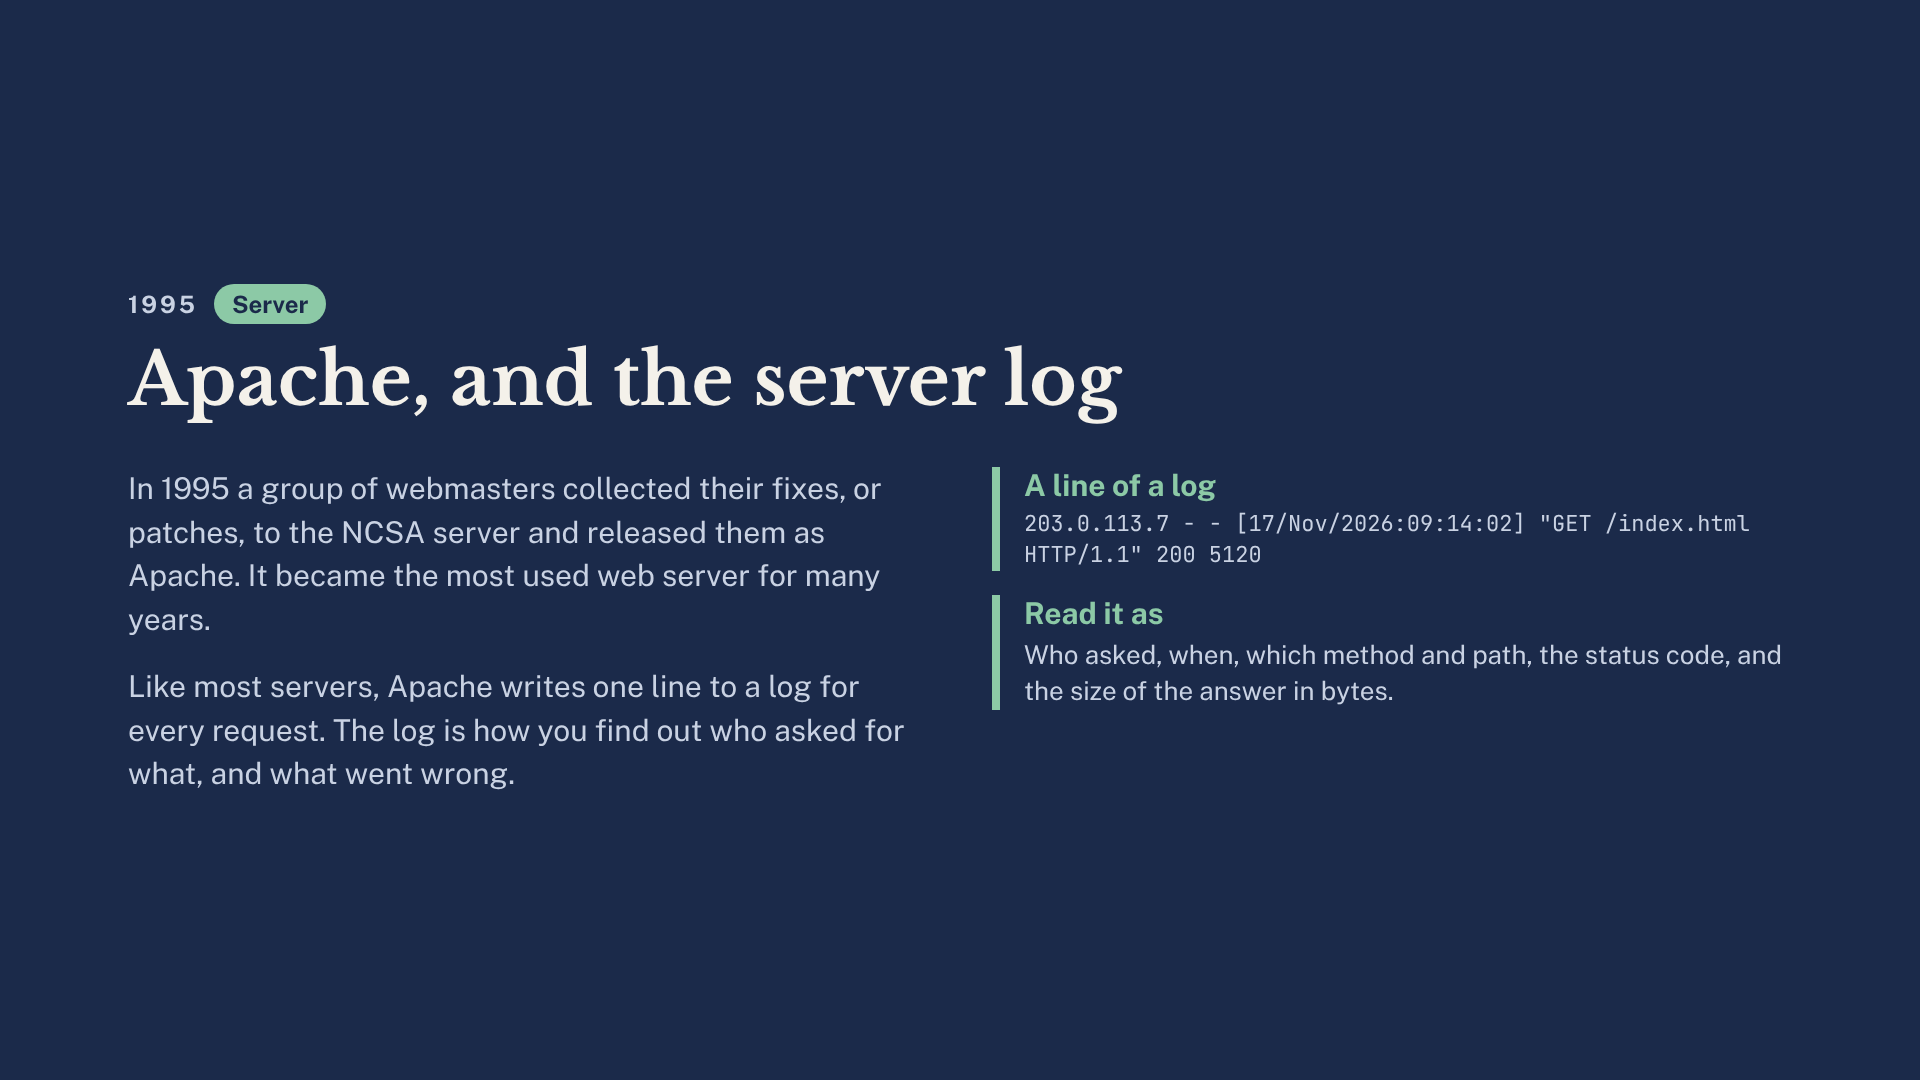 1995 Server
Apache, and the server log
In 1995 a group of webmasters collected their fixes, or
patches, to the NCSA server and released them as
Apache. It became the most used web server for many
years.
Like most servers, Apache writes one line to a log for
every request. The log is how you find out who asked for
what, and what went wrong.
A line of a log
203.0.113.7 - - [17/Nov/2026:09:14:02] "GET /index.html
HTTP/1.1" 200 5120
Read it as
Who asked, when, which method and path, the status code, and
the size of the answer in bytes.